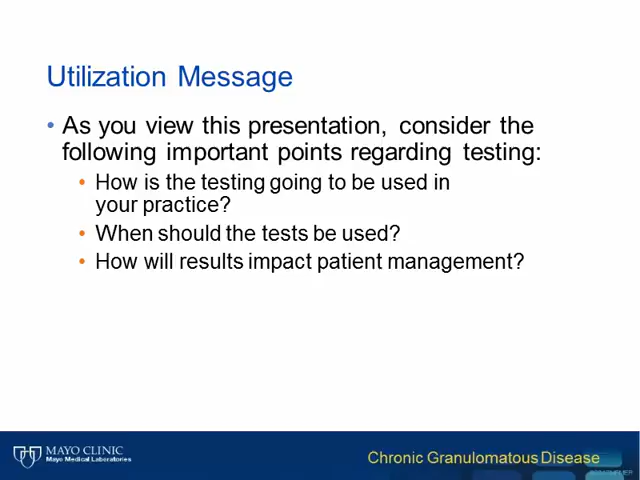 Utilization Message
• As you view this presentation, consider the
following important points regarding testing:
• How is the testing going to be used in
your practice?
• When should the tests be used?
• How will results impact patient management?
MAYO CLINIC
Mayo Medical Laboratories
Chronic Granulomatous Disease